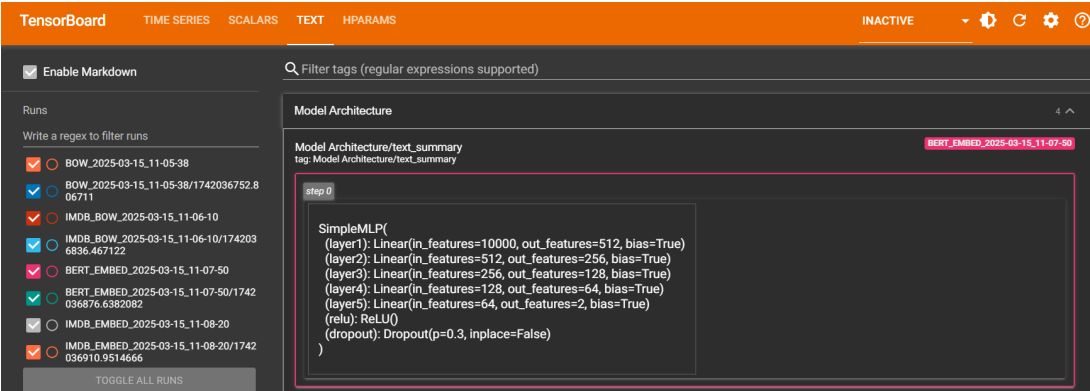 TensorBoard TIME SERIES SCALARS TEXT HPARAMS INACTIVE
Enable Markdown
Filter tags (regular expressions supported)
Runs
Write a regex to filter runs
BOW_2025-03-15_11-05-38
BOW_2025-03-15_11-05-38/1742036752.8
06711
IMDB_BOW_2025-03-15_11-06-10
IMDB_BOW_2025-03-15_11-06-10/174203
6836.467122
BERT_EMBED_2025-03-15_11-07-50
BERT_EMBED_2025-03-15_11-07-50/1742
036876.6382082
IMDB_EMBED_2025-03-15_11-08-20
IMDB_EMBED_2025-03-15_11-08-20/1742
036910.9514666
TOGGLE ALL RUNS
Model Architecture 4
Model Architecture/text_summary BERT_EMBED_2025-03-15_11-07-50
tag: Model Architecture/text_summary
step 0
SimpleMLP(
(layer1): Linear(in_features=10000, out_features=512, bias=True)
(layer2): Linear(in_features=512, out_features=256, bias=True)
(layer3): Linear(in_features=256, out_features=128, bias=True)
(layer4): Linear(in_features=128, out_features=64, bias=True)
(layer5): Linear(in_features=64, out_features=2, bias=True)
(relu): ReLU()
(dropout): Dropout(p=0.3, inplace=False)
)